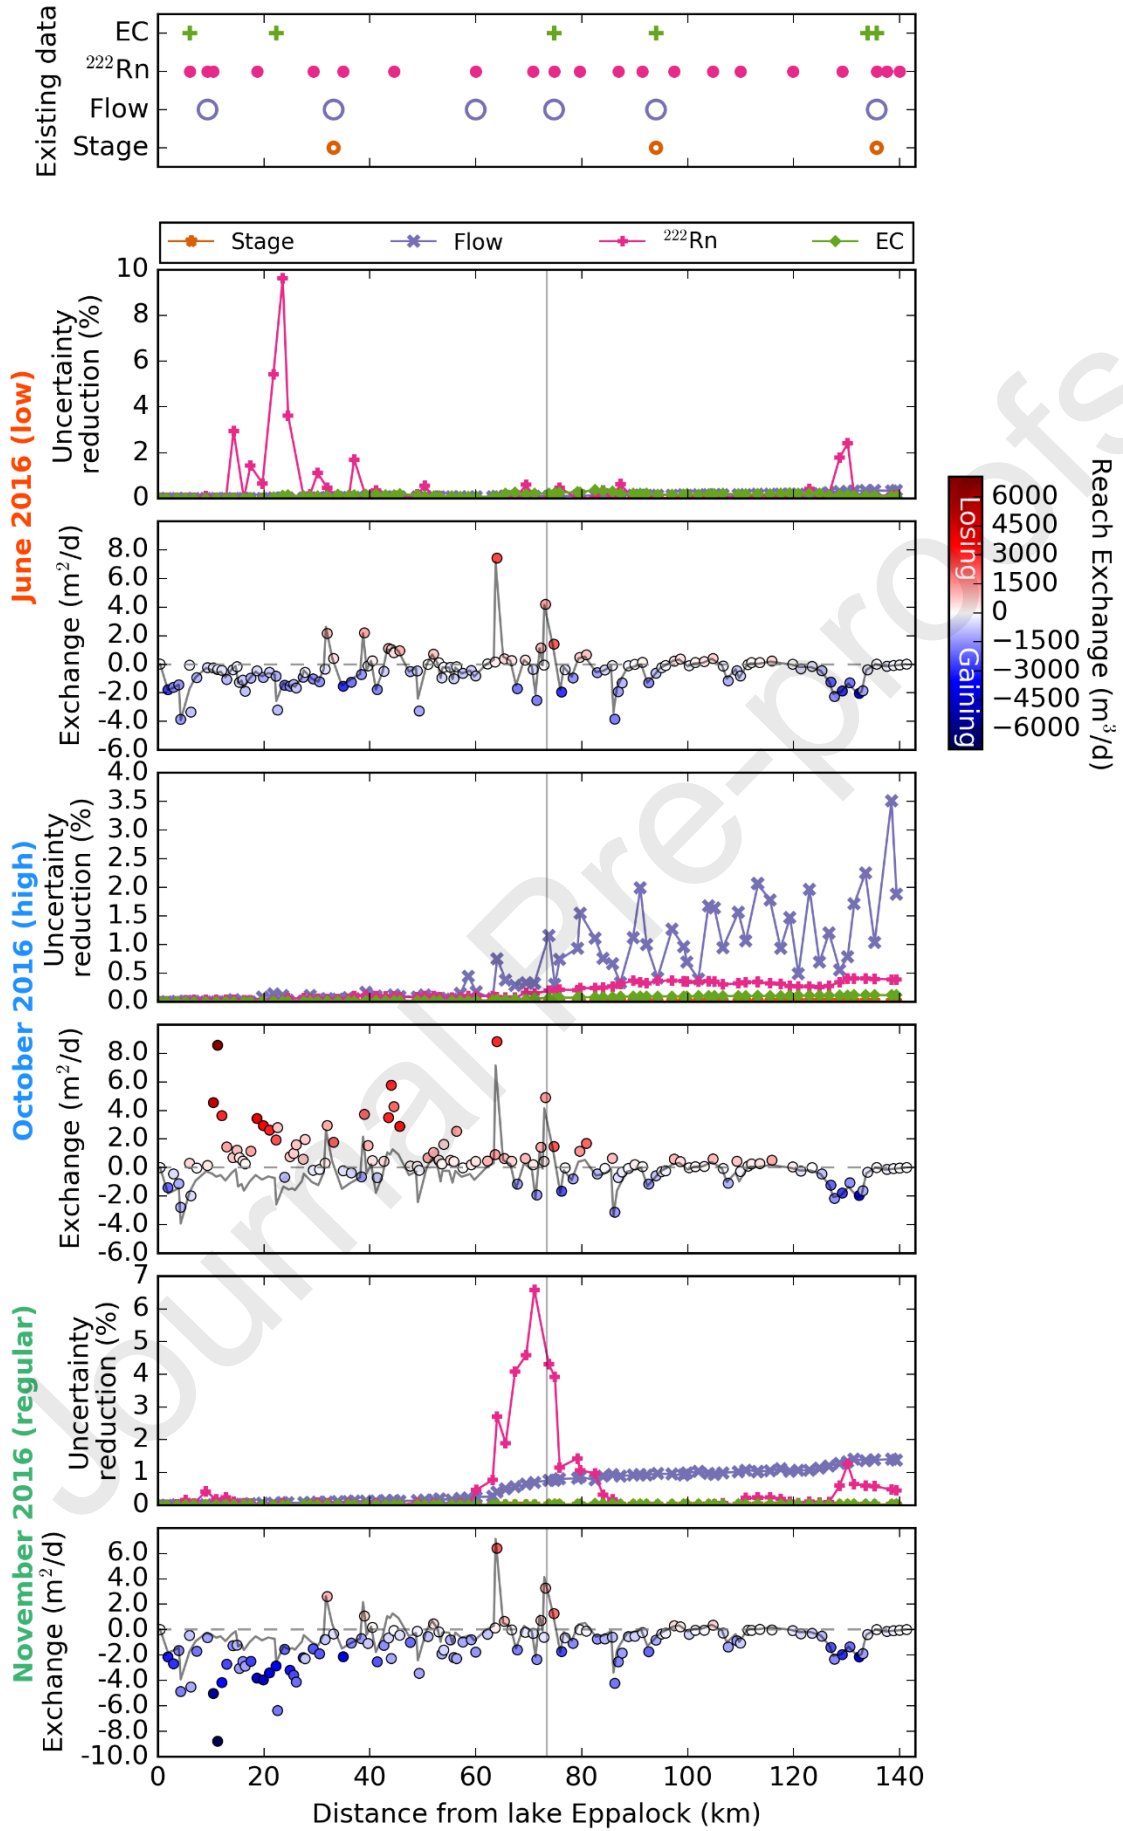 Existing data
EC
²²²Rn
Flow
Stage
Stage Flow ²²²Rn EC
June 2016 (low)
Uncertainty
reduction (%)
10
8
6
4
2
0
Exchange (m²/d)
8.0
6.0
4.0
2.0
0.0
-2.0
-4.0
-6.0
Losing
Gaining
6000
4500
3000
1500
0
−1500
−3000
−4500
−6000
Reach Exchange (m³/d)
October 2016 (high)
Uncertainty
reduction (%)
4.0
3.5
3.0
2.5
2.0
1.5
1.0
0.5
0.0
Exchange (m²/d)
8.0
6.0
4.0
2.0
0.0
-2.0
-4.0
-6.0
November 2016 (regular)
Uncertainty
reduction (%)
7
6
5
4
3
2
1
0
Exchange (m²/d)
6.0
4.0
2.0
0.0
-2.0
-4.0
-6.0
-8.0
-10.0
0 20 40 60 80 100 120 140
Distance from lake Eppalock (km)
Journal Pre-proofs